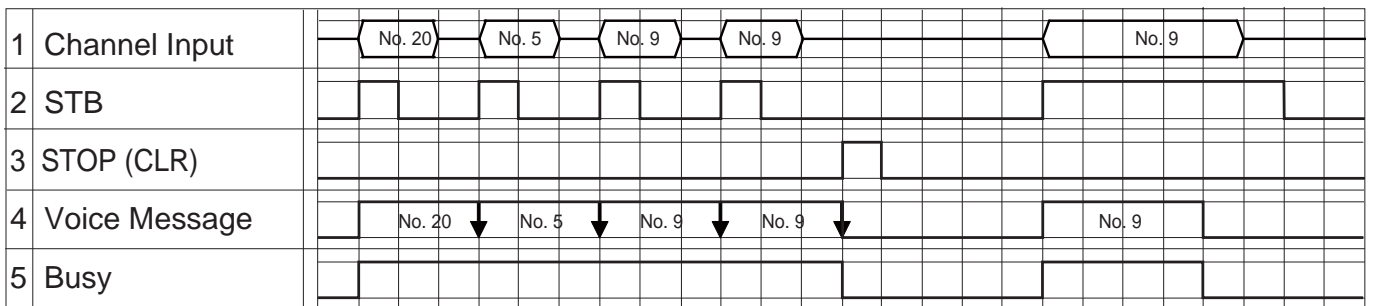 1 Channel Input No. 20 No. 5 No. 9 No. 9 No. 9
2 STB
3 STOP (CLR)
4 Voice Message No. 20 No. 5 No. 9 No. 9 No. 9
5 Busy